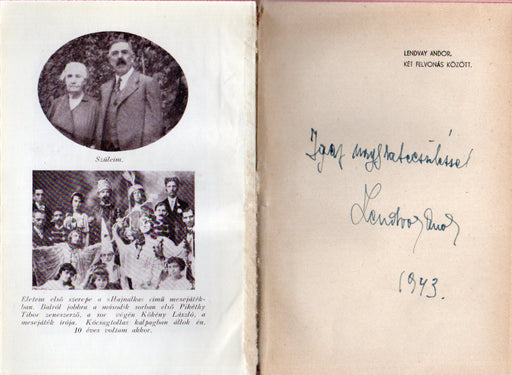 Szüleim.
Életem első szerepe a «Hajnalka» című mesejáték-
ban. Balról jobbra a második sorban első Pikéthy
Tibor zeneszerző, a sor végén Kökény László, a
mesejáték írója. Kócsagtollas kalpagban állok én.
10 éves voltam akkor.
LENDVAY ANDOR.
KÉT FELVONÁS KÖZÖTT.
Igaz nagyrabecsüléssel
Lendvay Andor
1943.